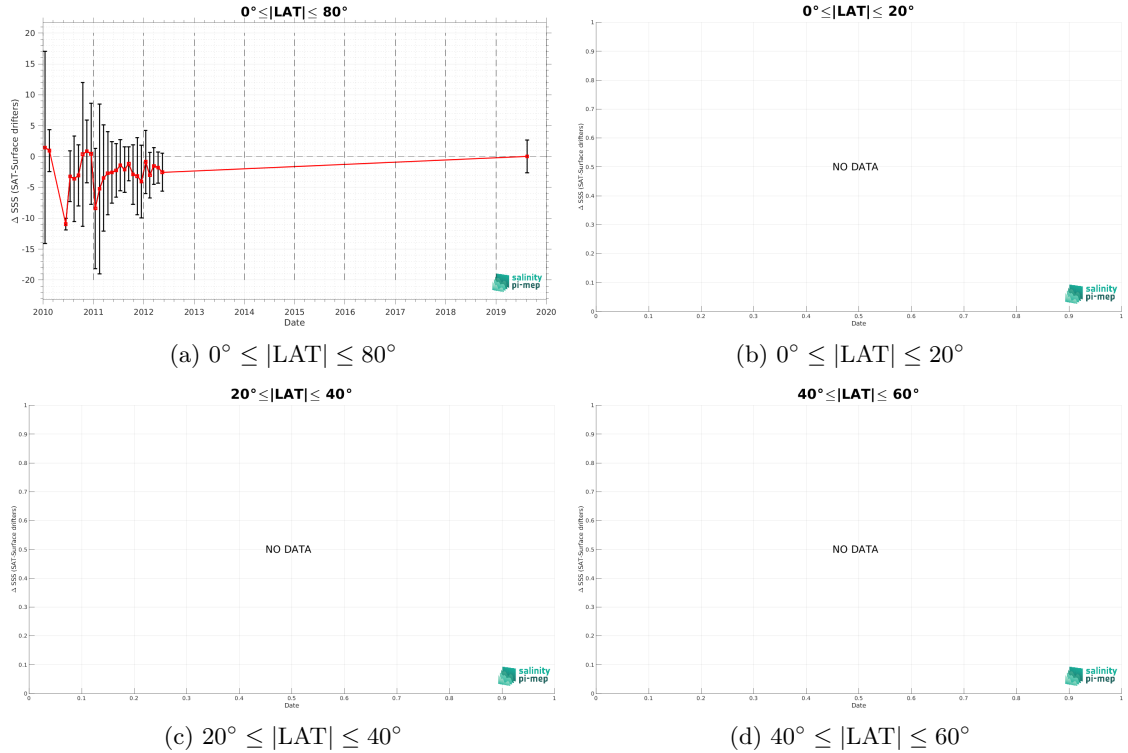 0°≤|LAT|≤ 80°
20
15
10
5
0
-5
-10
-15
-20
Δ SSS (SAT-Surface drifters)
2010 2011 2012 2013 2014 2015 2016 2017 2018 2019 2020
Date
salinity
pi-mep
(a) 0° ≤ |LAT| ≤ 80°
0°≤|LAT|≤ 20°
1
0.9
0.8
0.7
0.6
0.5
0.4
0.3
0.2
0.1
0
Δ SSS (SAT-Surface drifters)
NO DATA
0 0.1 0.2 0.3 0.4 0.5 0.6 0.7 0.8 0.9 1
Date
salinity
pi-mep
(b) 0° ≤ |LAT| ≤ 20°
20°≤|LAT|≤ 40°
1
0.9
0.8
0.7
0.6
0.5
0.4
0.3
0.2
0.1
0
Δ SSS (SAT-Surface drifters)
NO DATA
0 0.1 0.2 0.3 0.4 0.5 0.6 0.7 0.8 0.9 1
Date
salinity
pi-mep
(c) 20° ≤ |LAT| ≤ 40°
40°≤|LAT|≤ 60°
1
0.9
0.8
0.7
0.6
0.5
0.4
0.3
0.2
0.1
0
Δ SSS (SAT-Surface drifters)
NO DATA
0 0.1 0.2 0.3 0.4 0.5 0.6 0.7 0.8 0.9 1
Date
salinity
pi-mep
(d) 40° ≤ |LAT| ≤ 60°